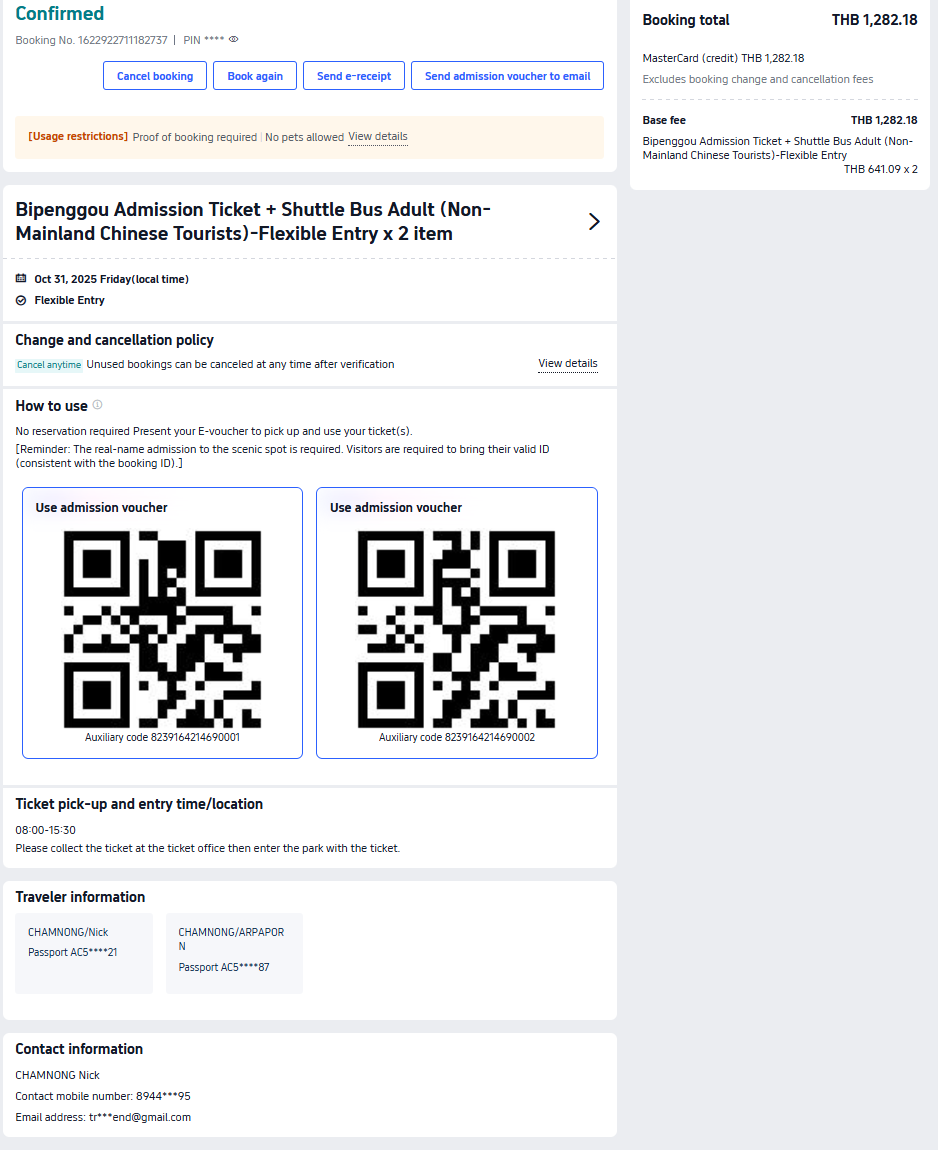 Confirmed
Booking No. 1622922711182737 | PIN ****
Cancel booking
Book again
Send e-receipt
Send admission voucher to email
[Usage restrictions] Proof of booking required | No pets allowed View details
Bipenggou Admission Ticket + Shuttle Bus Adult (Non-
Mainland Chinese Tourists)-Flexible Entry x 2 item
Oct 31, 2025 Friday(local time)
Flexible Entry
Change and cancellation policy
Cancel anytime Unused bookings can be canceled at any time after verification
View details
How to use
No reservation required Present your E-voucher to pick up and use your ticket(s).
[Reminder: The real-name admission to the scenic spot is required. Visitors are required to bring their valid ID
(consistent with the booking ID).]
Use admission voucher
Auxiliary code 8239164214690001
Use admission voucher
Auxiliary code 8239164214690002
Ticket pick-up and entry time/location
08:00-15:30
Please collect the ticket at the ticket office then enter the park with the ticket.
Traveler information
CHAMNONG/Nick
Passport AC5****21
CHAMNONG/ARPAPOR
N
Passport AC5****87
Contact information
CHAMNONG Nick
Contact mobile number: 8944***95
Email address: tr***end@gmail.com
Booking total THB 1,282.18
MasterCard (credit) THB 1,282.18
Excludes booking change and cancellation fees
Base fee THB 1,282.18
Bipenggou Admission Ticket + Shuttle Bus Adult (Non-
Mainland Chinese Tourists)-Flexible Entry
THB 641.09 x 2